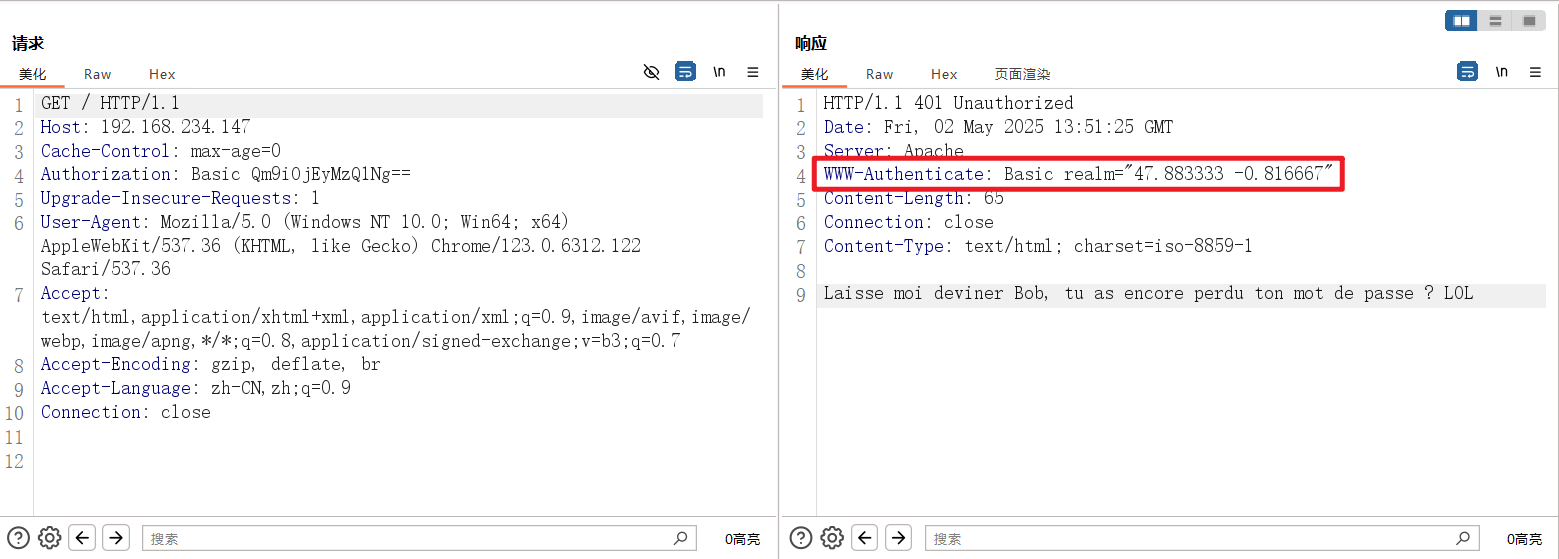 请求
美化 Raw Hex
\n
1 GET / HTTP/1.1
2 Host: 192.168.234.147
3 Cache-Control: max-age=0
4 Authorization: Basic Qm9iOjEyMzQ1Ng==
5 Upgrade-Insecure-Requests: 1
6 User-Agent: Mozilla/5.0 (Windows NT 10.0; Win64; x64)
AppleWebKit/537.36 (KHTML, like Gecko) Chrome/123.0.6312.122
Safari/537.36
7 Accept:
text/html,application/xhtml+xml,application/xml;q=0.9,image/avif,image/
webp,image/apng,*/*;q=0.8,application/signed-exchange;v=b3;q=0.7
8 Accept-Encoding: gzip, deflate, br
9 Accept-Language: zh-CN,zh;q=0.9
10 Connection: close
11
12
搜索
0高亮
响应
美化 Raw Hex 页面渲染
\n
1 HTTP/1.1 401 Unauthorized
2 Date: Fri, 02 May 2025 13:51:25 GMT
3 Server: Apache
4 WWW-Authenticate: Basic realm="47.883333 -0.816667"
5 Content-Length: 65
6 Connection: close
7 Content-Type: text/html; charset=iso-8859-1
8
9 Laisse moi deviner Bob, tu as encore perdu ton mot de passe ? LOL
搜索
0高亮